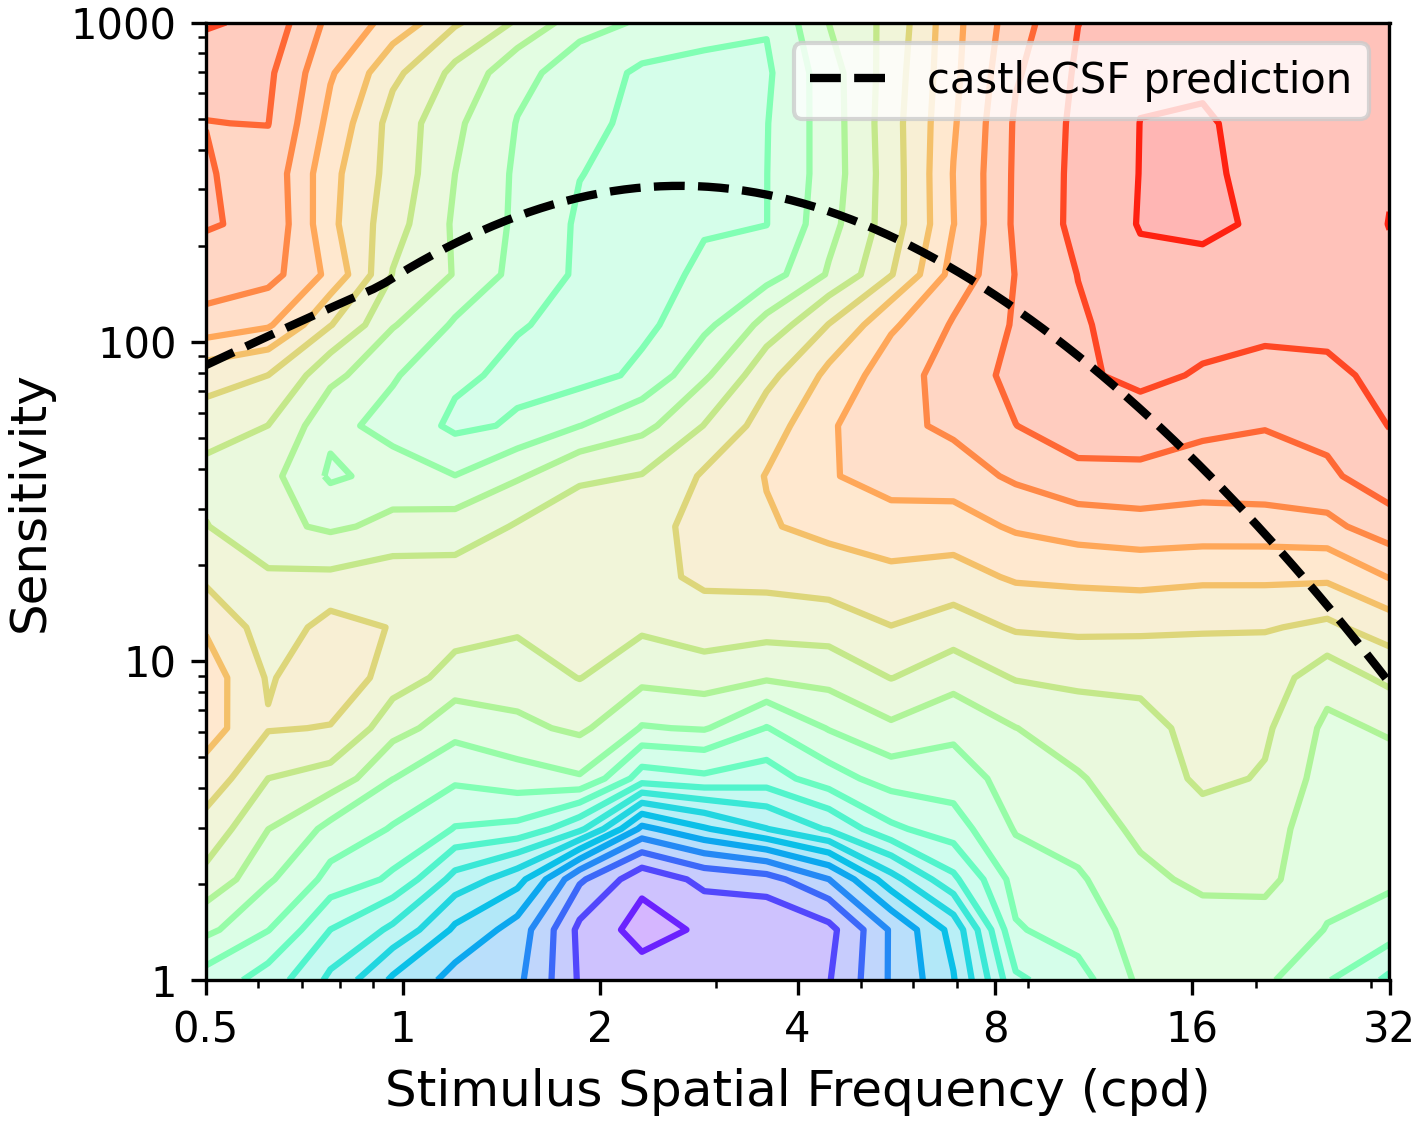 1000
100
10
1
Sensitivity
castleCSF prediction
0.5 1 2 4 8 16 32
Stimulus Spatial Frequency (cpd)